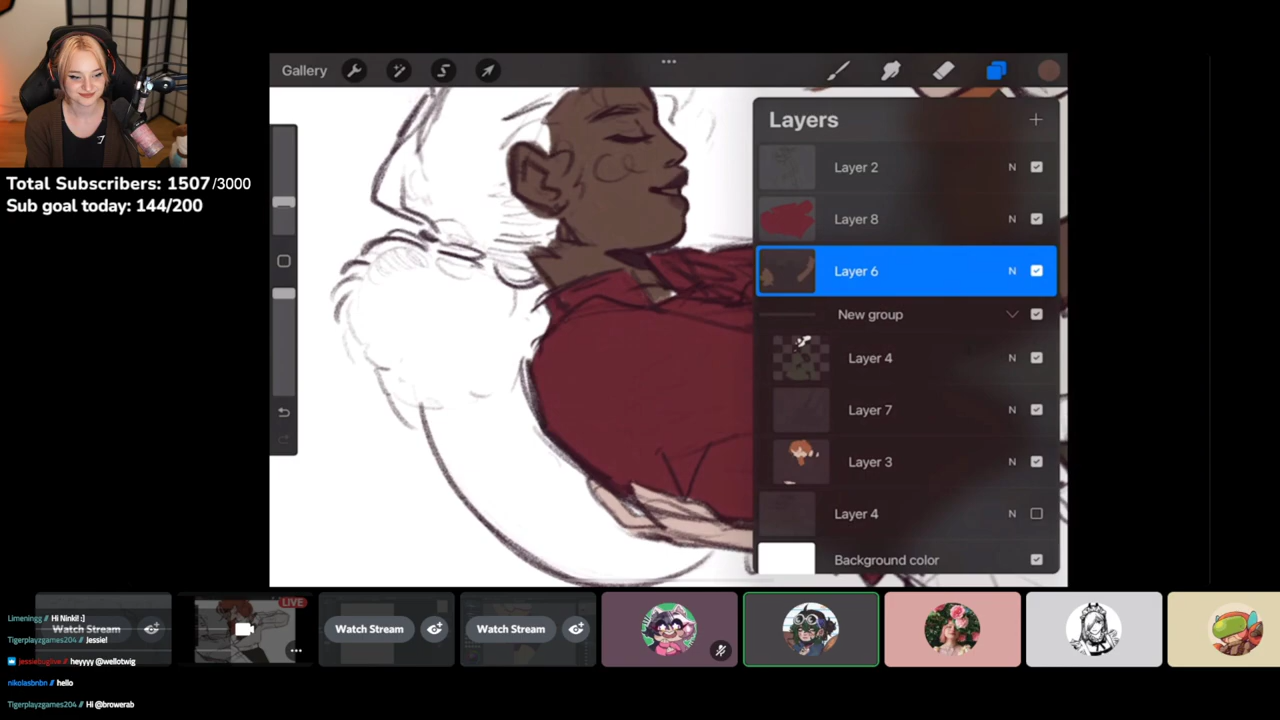 Total Subscribers: 1507/3000
Sub goal today: 144/200
Gallery
Layers
Layer 2 N
Layer 8 N
Layer 6 N
New group
Layer 4 N
Layer 7 N
Layer 3 N
Layer 4 N
Background color
LIVE
Watch Stream
Watch Stream
Watch Stream
Limeningg // Hi Ninki! :)
Tigerplayzgames204 // Jessie!
jessiebuglive // heyyyy @wellotwig
nikolasbnbn // hello
Tigerplayzgames204 // Hi @browerab